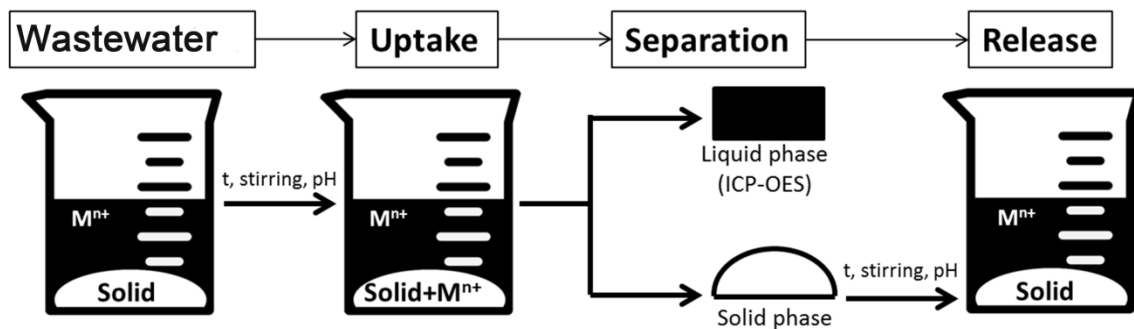 Wastewater
Uptake
Separation
Release
Mⁿ⁺
Solid
t, stirring, pH
Mⁿ⁺
Solid+Mⁿ⁺
Liquid phase
(ICP-OES)
Solid phase
t, stirring, pH
Mⁿ⁺
Solid